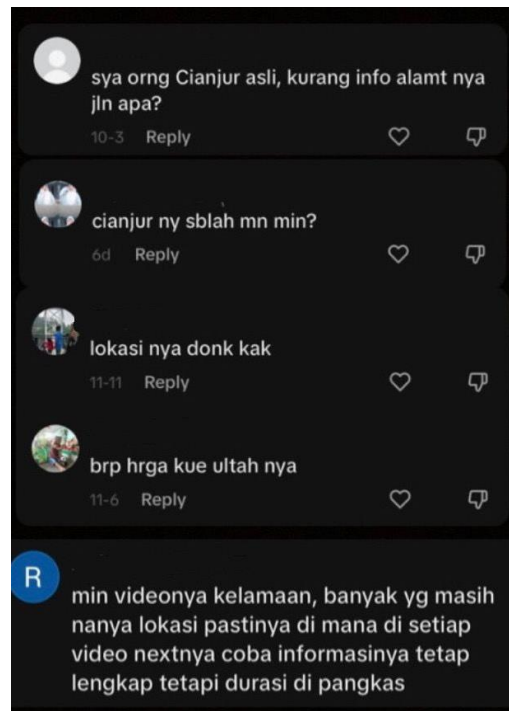 sya orng Cianjur asli, kurang info alamt nya
jln apa?
10-3 Reply
cianjur ny sblah mn min?
6d Reply
lokasi nya donk kak
11-11 Reply
brp hrga kue ultah nya
11-6 Reply
R
min videonya kelamaan, banyak yg masih
nanya lokasi pastinya di mana di setiap
video nextnya coba informasinya tetap
lengkap tetapi durasi di pangkas